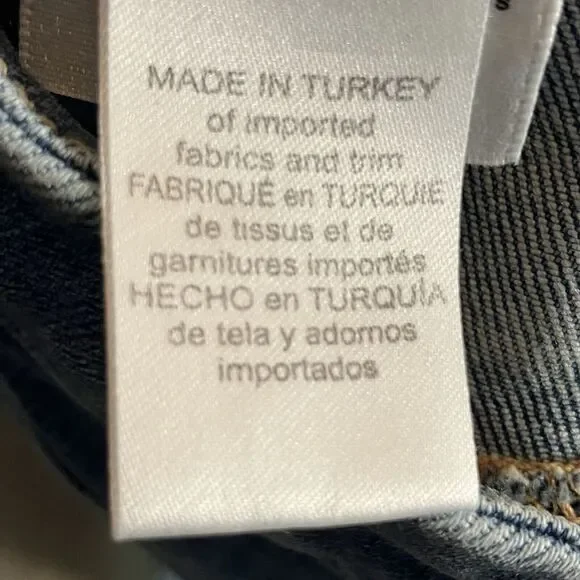 MADE IN TURKEY
of imported
fabrics and trim
FABRIQUÉ en TURQUIE
de tissus et de
garnitures importés
HECHO en TURQUÍA
de tela y adornos
importados